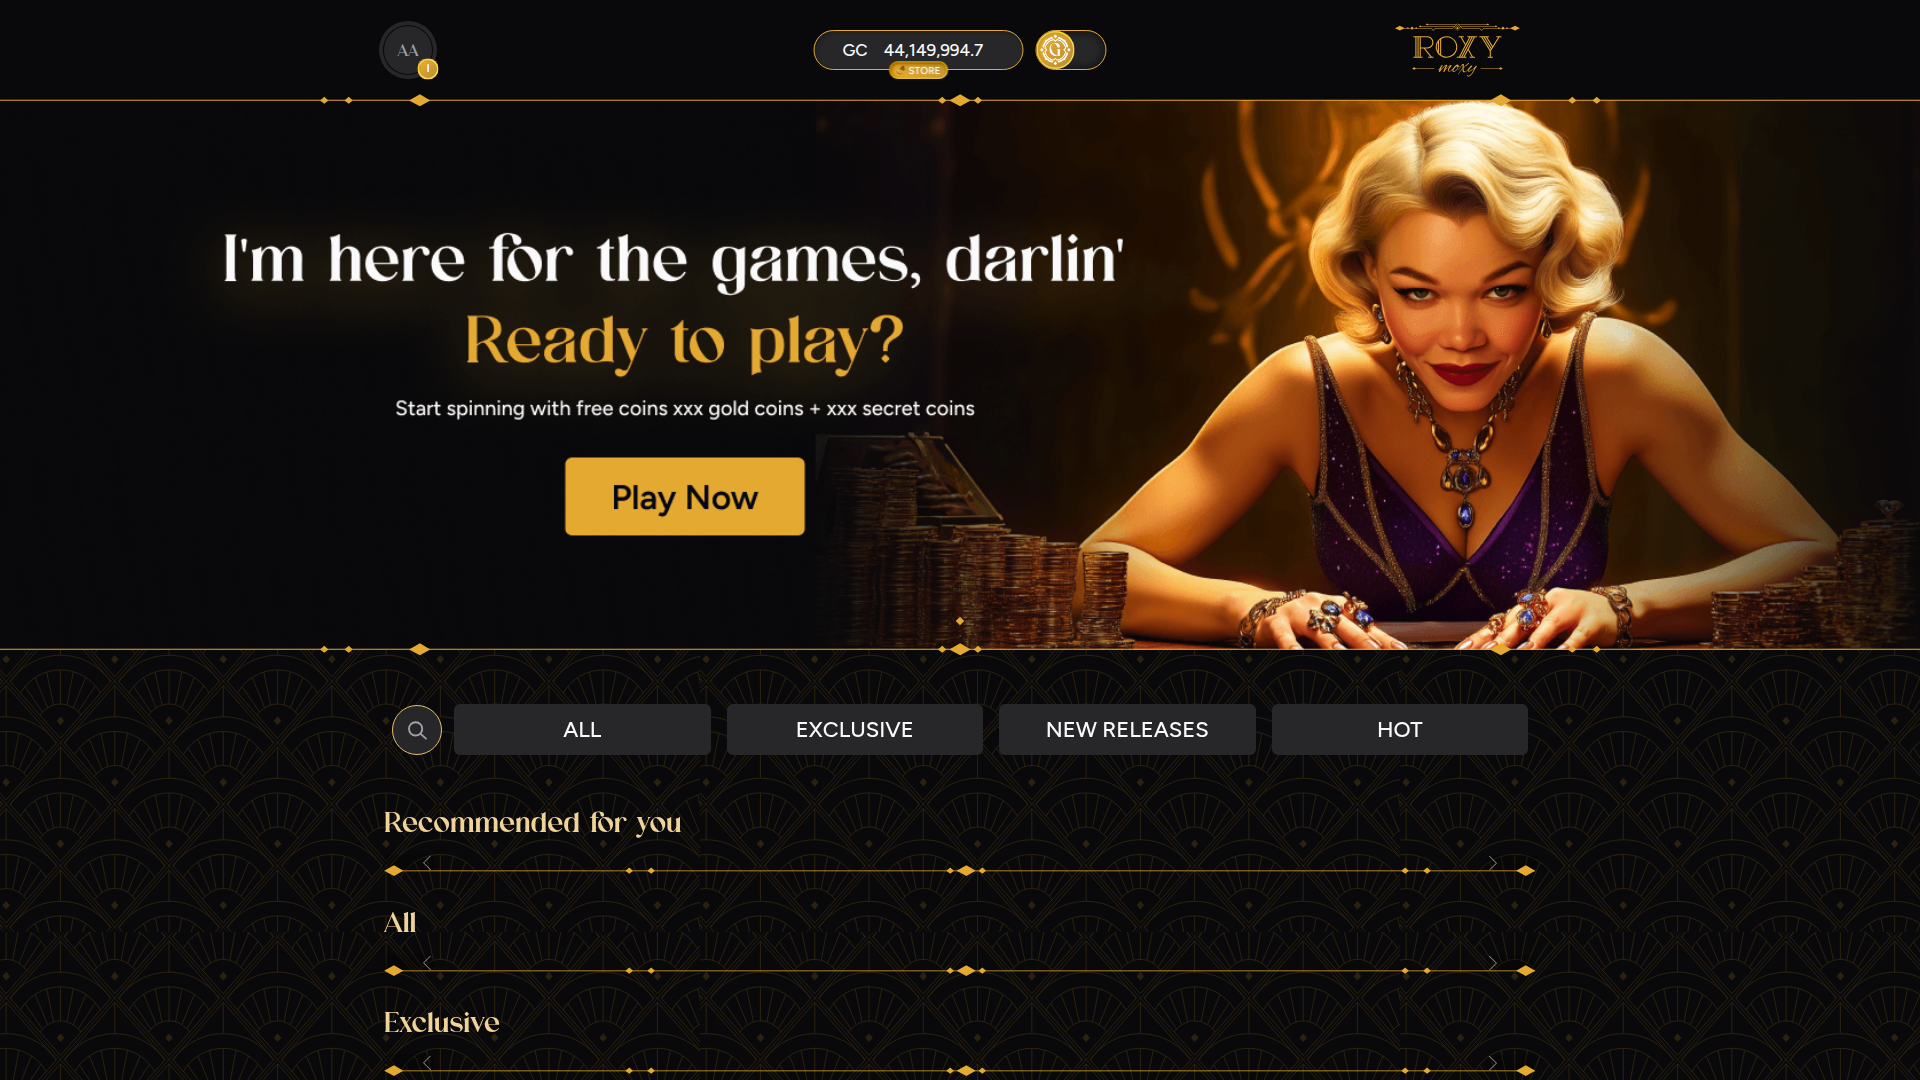 AA
I
GC 44,149,994.7
STORE
G
ROXY
moxy
I'm here for the games, darlin'
Ready to play?
Start spinning with free coins xxx gold coins + xxx secret coins
Play Now
ALL
EXCLUSIVE
NEW RELEASES
HOT
Recommended for you
All
Exclusive